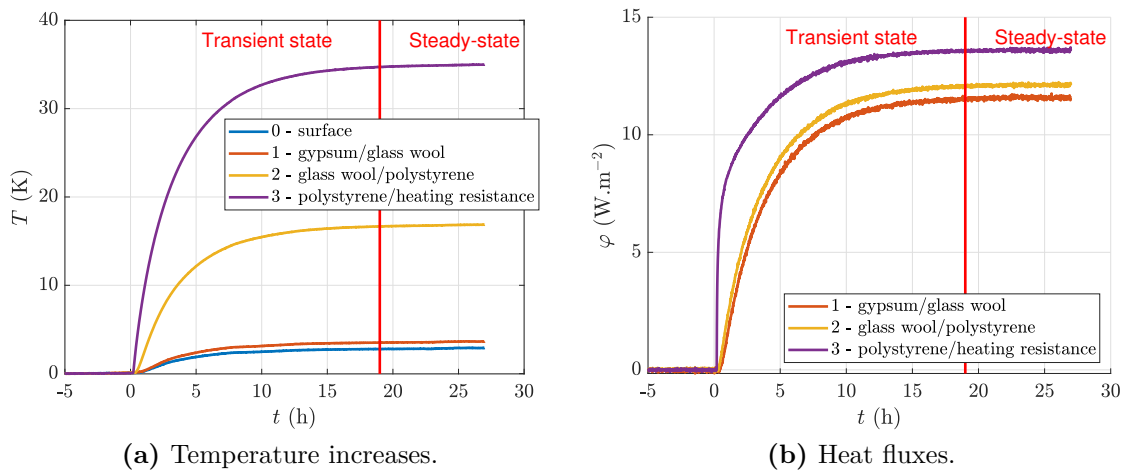 40
30
20
10
0
-5
0
5
10
15
20
25
30
T (K)
t (h)
Transient state
Steady-state
0 - surface
1 - gypsum/glass wool
2 - glass wool/polystyrene
3 - polystyrene/heating resistance
(a) Temperature increases.
15
10
5
0
-5
0
5
10
15
20
25
30
φ (W.m⁻²)
t (h)
Transient state
Steady-state
1 - gypsum/glass wool
2 - glass wool/polystyrene
3 - polystyrene/heating resistance
(b) Heat fluxes.